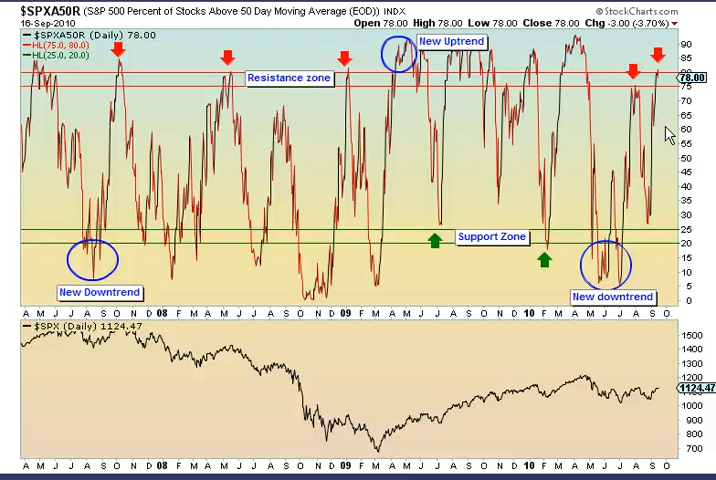 $SPXA50R (S&P 500 Percent of Stocks Above 50 Day Moving Average (EOD)) INDX
© StockCharts.com
16-Sep-2010
Open 78.00 High 78.00 Low 78.00 Close 78.00 Chg -3.00 (-3.70%)
$SPXA50R (Daily) 78.00
HL(75.0, 80.0)
HL(25.0, 20.0)
New Uptrend
Resistance zone
Support Zone
New Downtrend
New downtrend
90
85
80
78.00
75
70
65
60
55
50
45
40
35
30
25
20
15
10
5
0
A M J J A S O N D 08 F M A M J J A S O N D 09 F M A M J J A S O N D 10 F M A M J J A S O
$SPX (Daily) 1124.47
1500
1400
1300
1200
1124.47
1100
1000
900
800
700
A M J J A S O N D 08 F M A M J J A S O N D 09 F M A M J J A S O N D 10 F M A M J J A S O